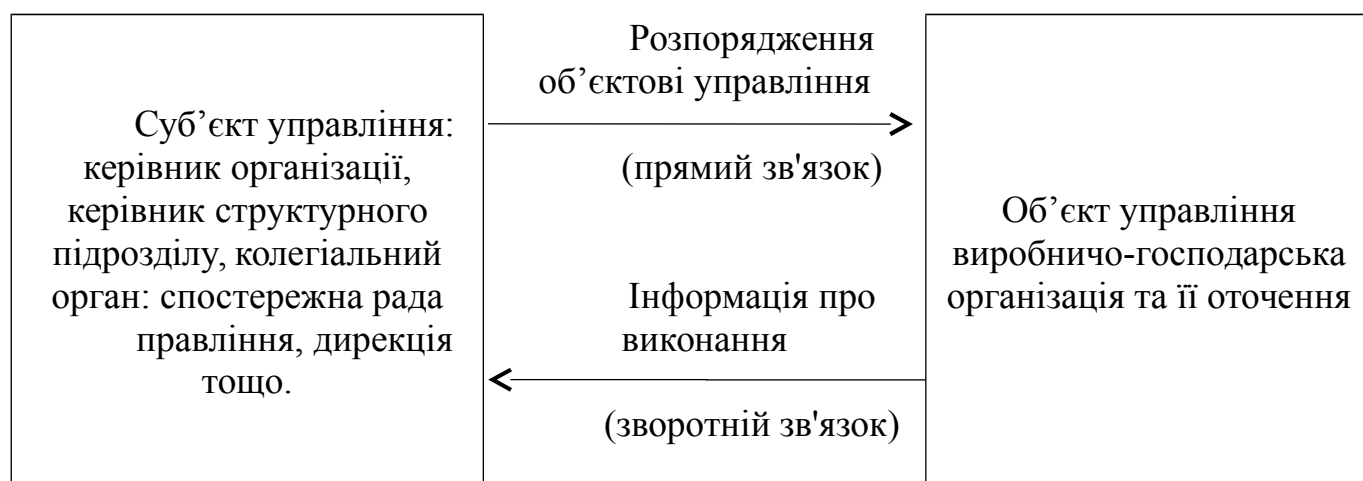 Суб’єкт управління:
керівник організації,
керівник структурного
підрозділу, колегіальний
орган: спостережна рада
правління, дирекція
тощо.
Розпорядження
об’єктові управління
(прямий зв'язок)
Інформація про
виконання
(зворотній зв'язок)
Об’єкт управління
виробничо-господарська
організація та її оточення